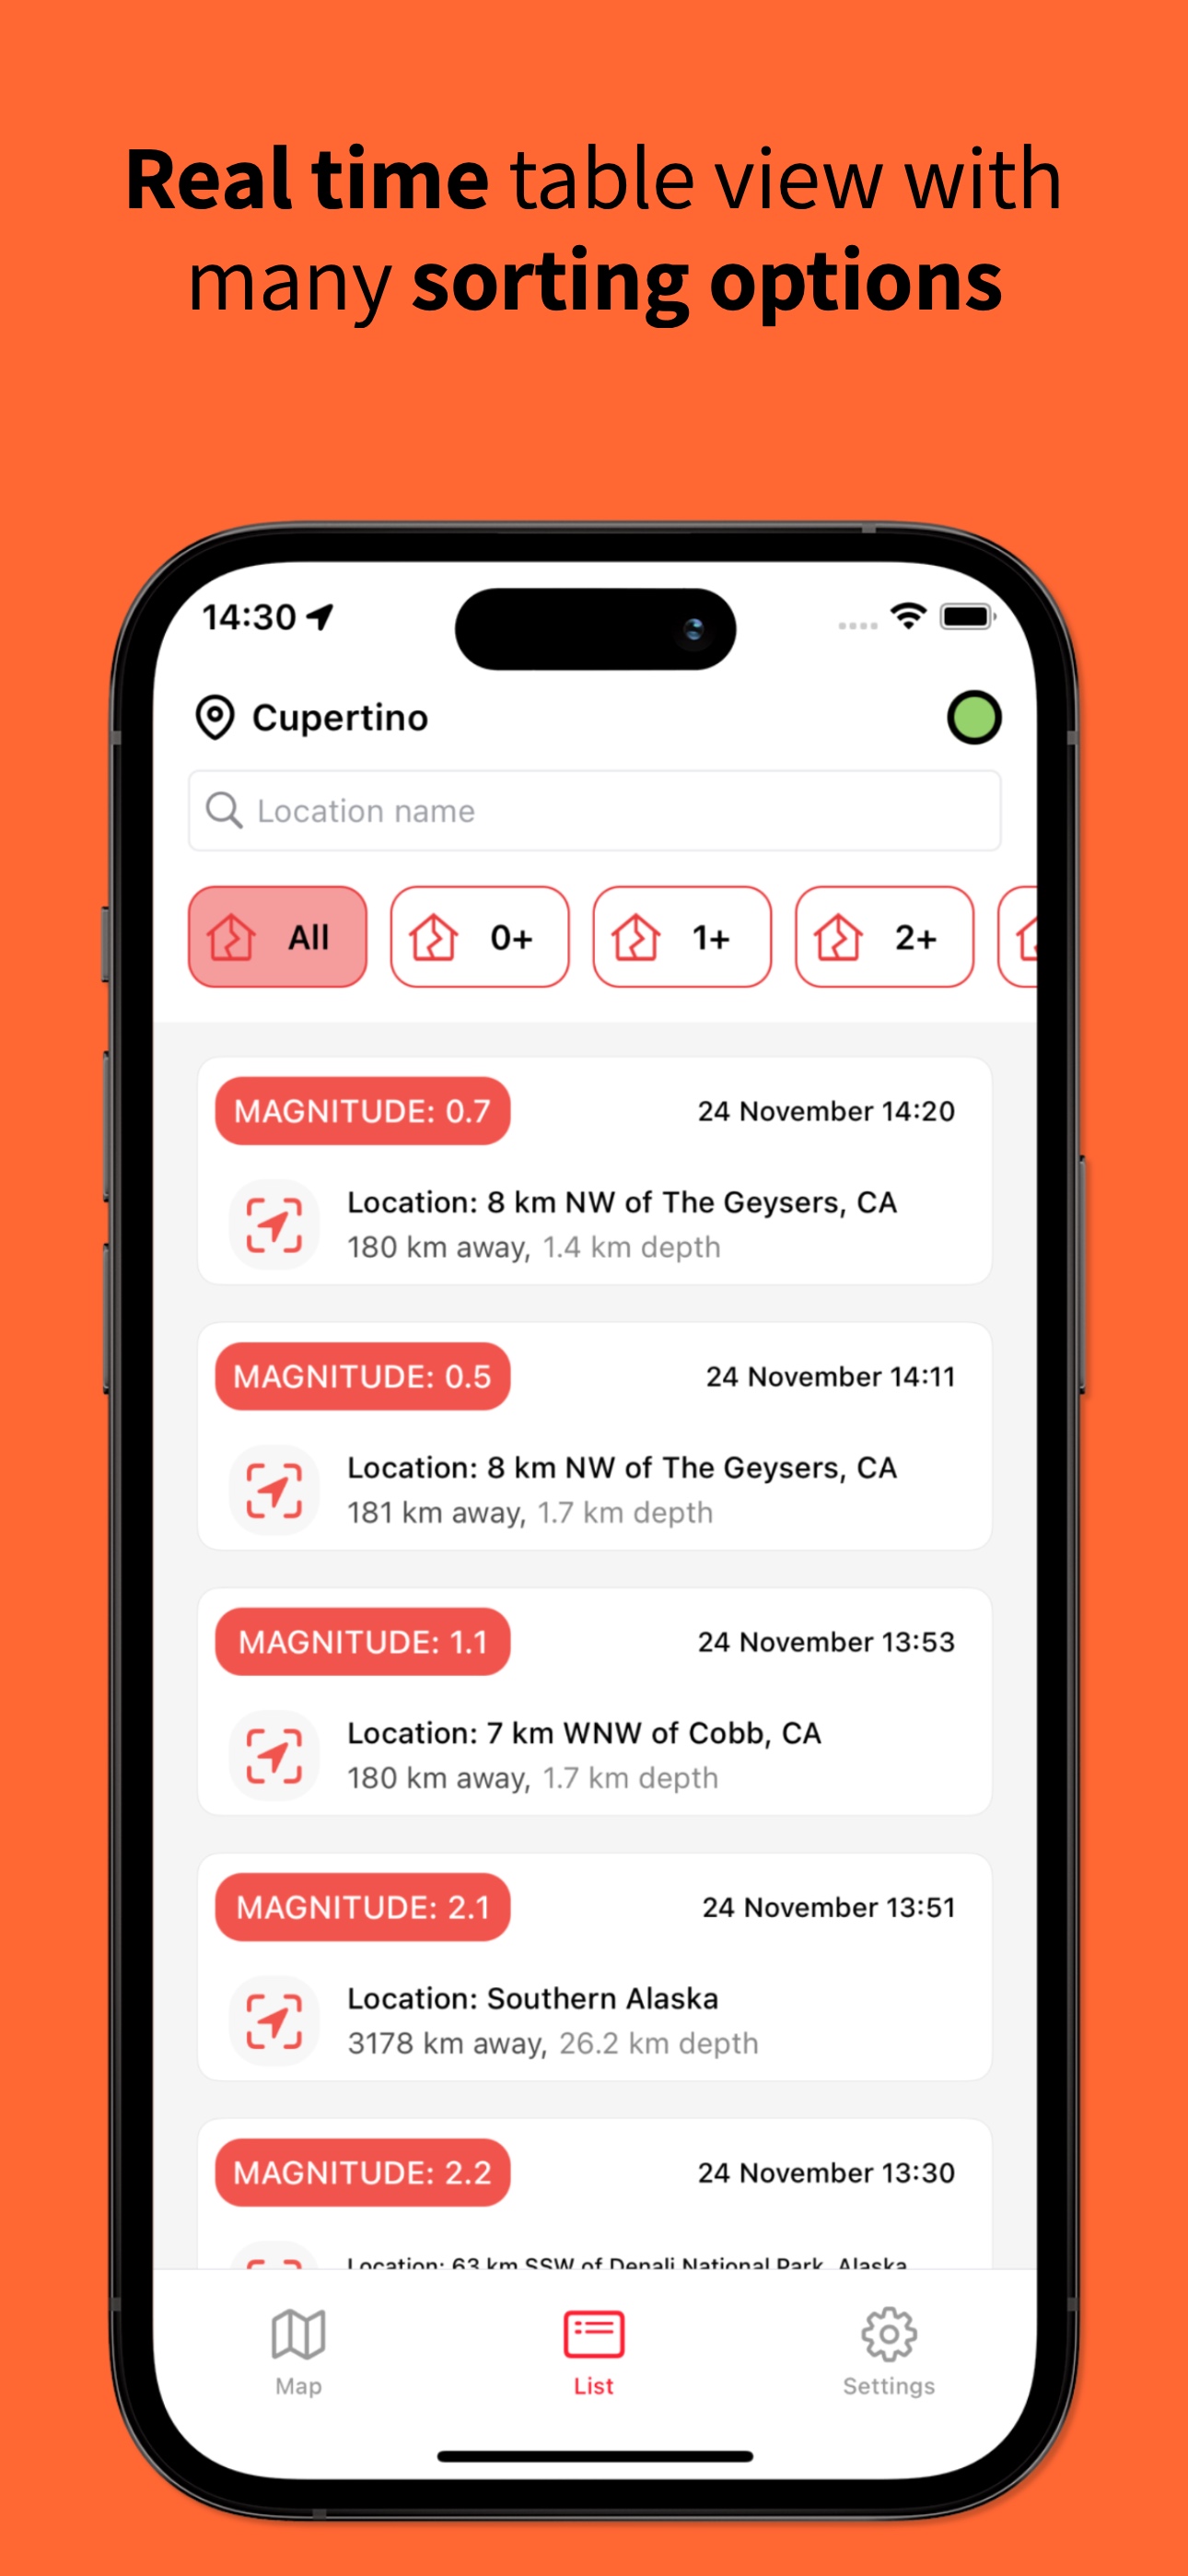 Real time table view with
many sorting options
14:30
Cupertino
Location name
All 0+ 1+ 2+
MAGNITUDE: 0.7 24 November 14:20
Location: 8 km NW of The Geysers, CA
180 km away, 1.4 km depth
MAGNITUDE: 0.5 24 November 14:11
Location: 8 km NW of The Geysers, CA
181 km away, 1.7 km depth
MAGNITUDE: 1.1 24 November 13:53
Location: 7 km WNW of Cobb, CA
180 km away, 1.7 km depth
MAGNITUDE: 2.1 24 November 13:51
Location: Southern Alaska
3178 km away, 26.2 km depth
MAGNITUDE: 2.2 24 November 13:30
Location: 63 km SSW of Denali National Park, Alaska
Map List Settings